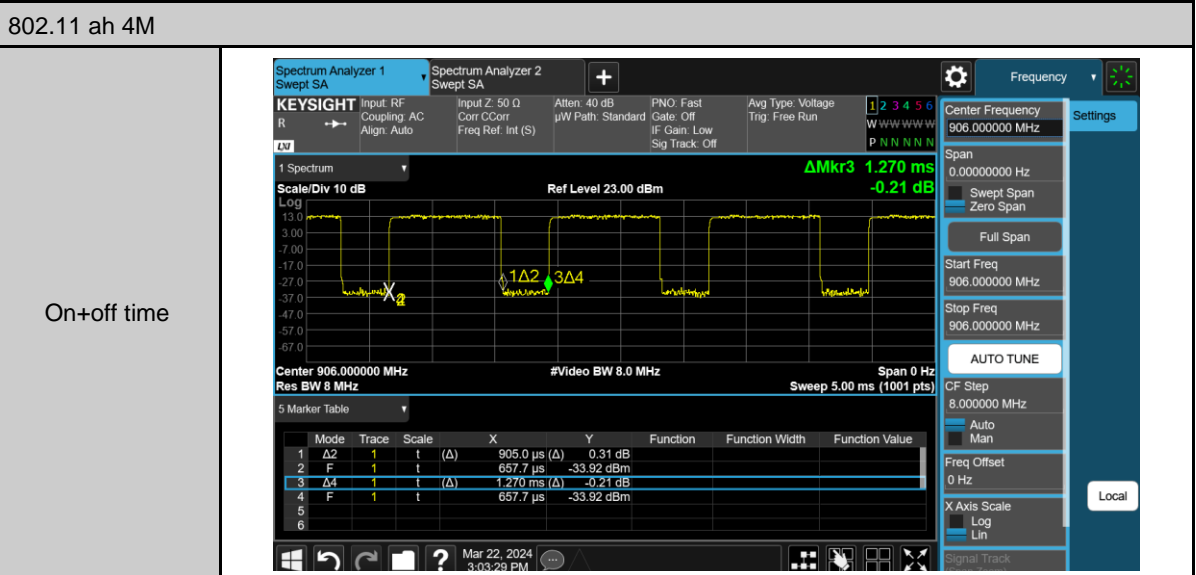 802.11 ah 4M
On+off time
Spectrum Analyzer 1
Swept SA
Spectrum Analyzer 2
Swept SA
Frequency
KEYSIGHT
R
LXI
Input: RF
Coupling: AC
Align: Auto
Input Z: 50 Ω
Corr CCorr
Freq Ref: Int (S)
Atten: 40 dB
µW Path: Standard
PNO: Fast
Gate: Off
IF Gain: Low
Sig Track: Off
Avg Type: Voltage
Trig: Free Run
1 2 3 4 5 6
W W W W W W
P N N N N N
1 Spectrum
ΔMkr3 1.270 ms
-0.21 dB
Scale/Div 10 dB
Ref Level 23.00 dBm
Log
13.0
3.00
-7.00
-17.0
-27.0
-37.0
-47.0
-57.0
-67.0
1Δ2
3Δ4
Center 906.000000 MHz
#Video BW 8.0 MHz
Span 0 Hz
Res BW 8 MHz
Sweep 5.00 ms (1001 pts)
5 Marker Table
Mode Trace Scale X Y Function Function Width Function Value
1 Δ2 1 t (Δ) 905.0 µs (Δ) 0.31 dB
2 F 1 t 657.7 µs -33.92 dBm
3 Δ4 1 t (Δ) 1.270 ms (Δ) -0.21 dB
4 F 1 t 657.7 µs -33.92 dBm
5
6
Mar 22, 2024
3:03:29 PM
Center Frequency
906.000000 MHz
Settings
Span
0.00000000 Hz
Swept Span
Zero Span
Full Span
Start Freq
906.000000 MHz
Stop Freq
906.000000 MHz
AUTO TUNE
CF Step
8.000000 MHz
Auto
Man
Freq Offset
0 Hz
X Axis Scale
Log
Lin
Local
Signal Track